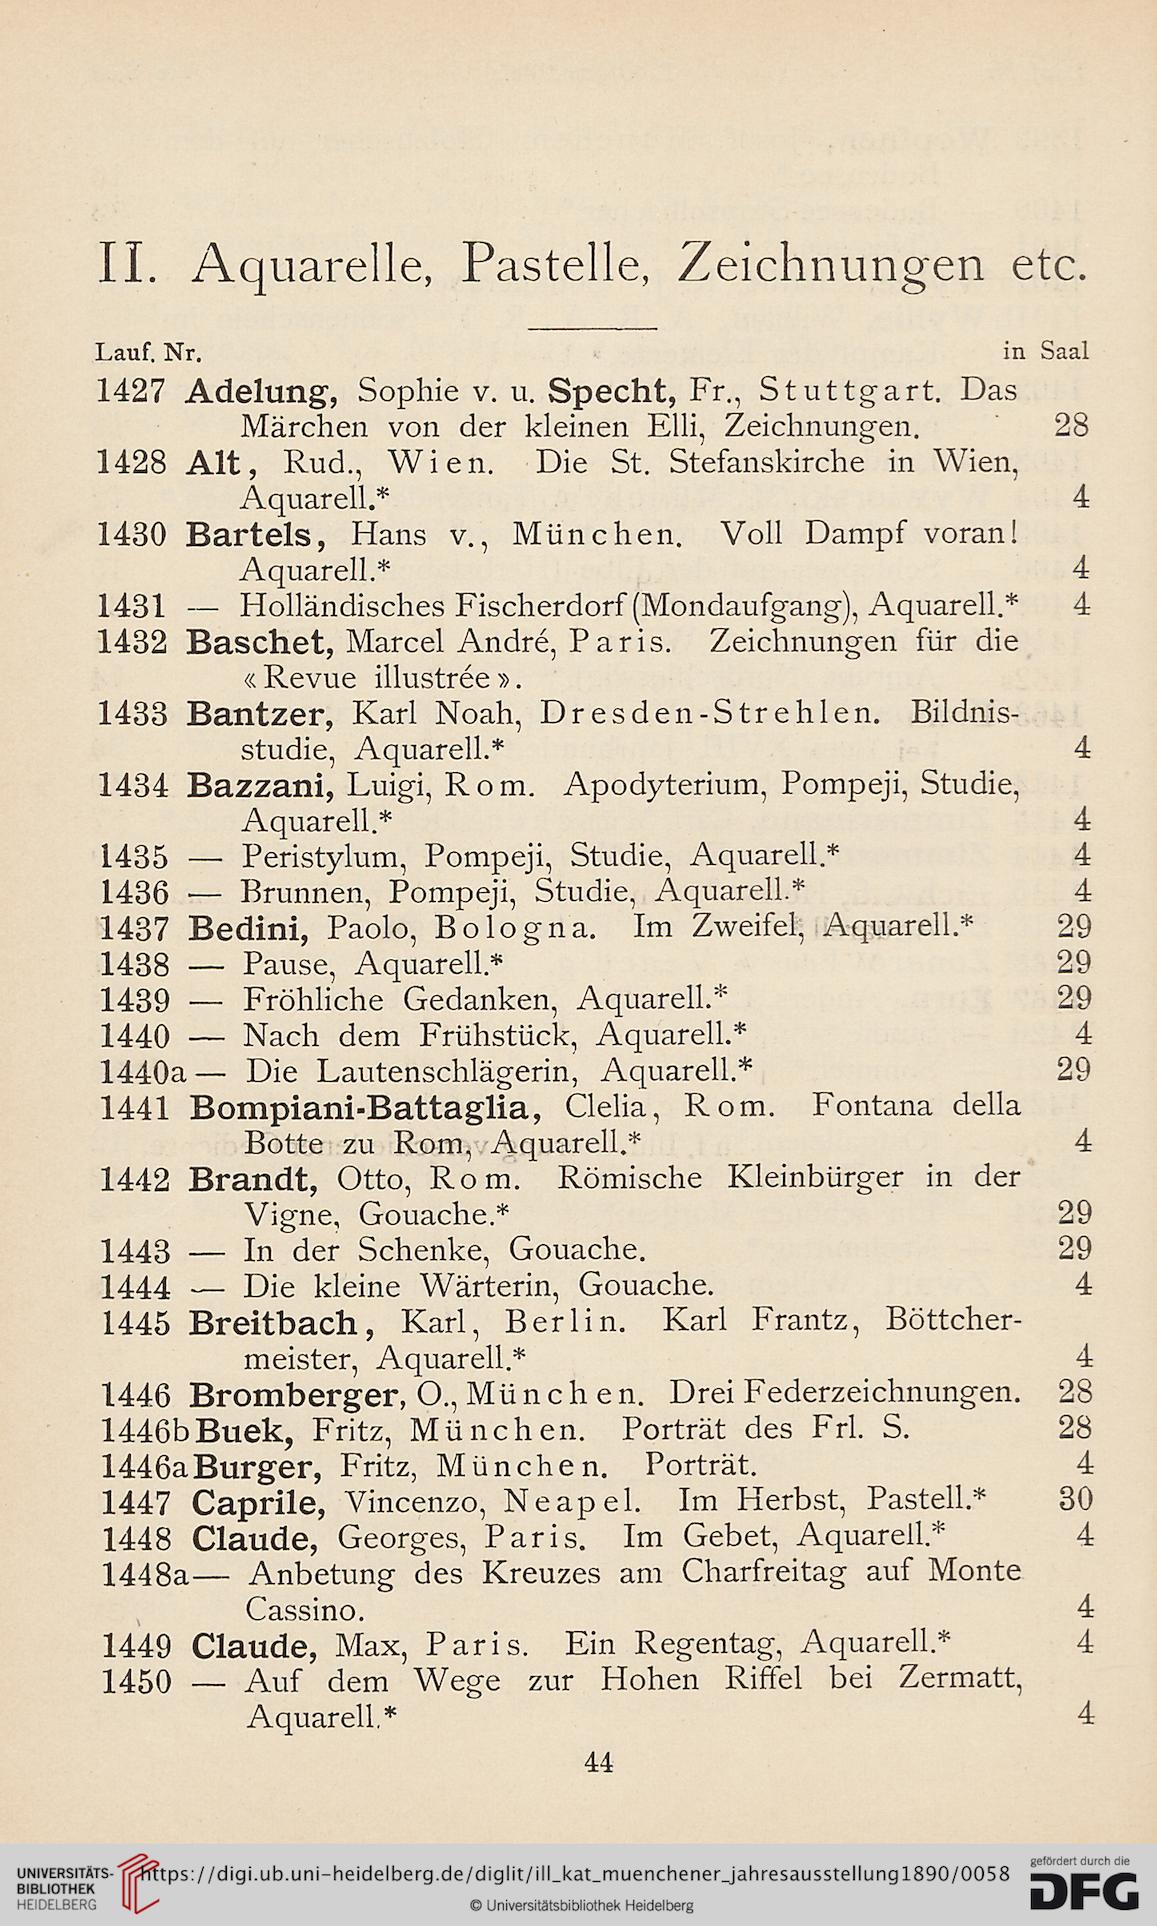 II. Aquarelle, Pastelle, Zeichnungen etc.
Lauf. Nr. in Saal
1427 Adelung, Sophie v. u. Specht, Fr., Stuttgart. Das
Märchen von der kleinen Elli, Zeichnungen. 28
1428 Alt, Rud., Wien. Die St. Stefanskirche in Wien,
Aquarell.* 4
1430 Bartels, Hans v., München. Voll Dampf voran!
Aquarell.* 4
1431 — Holländisches Fischerdorf (Mondaufgang), Aquarell.* 4
1432 Baschet, Marcel André, Paris. Zeichnungen für die
« Revue illustrée ».
1433 Bantzer, Karl Noah, Dresden-Strehlen. Bildnis-
studie, Aquarell.* 4
1434 Bazzani, Luigi, Rom. Apodyterium, Pompeji, Studie,
Aquarell.* 4
1435 — Peristylum, Pompeji, Studie, Aquarell.* 4
1436 — Brunnen, Pompeji, Studie, Aquarell.* 4
1437 Bedini, Paolo, Bologna. Im Zweifel, Aquarell.* 29
1438 — Pause, Aquarell.* 29
1439 — Fröhliche Gedanken, Aquarell.* 29
1440 — Nach dem Frühstück, Aquarell.* 4
1440a — Die Lautenschlägerin, Aquarell.* 29
1441 Bompiani-Battaglia, Clelia, Rom. Fontana della
Botte zu Rom, Aquarell.* 4
1442 Brandt, Otto, Rom. Römische Kleinbürger in der
Vigne, Gouache.* 29
1443 — In der Schenke, Gouache. 29
1444 — Die kleine Wärterin, Gouache. 4
1445 Breitbach, Karl, Berlin. Karl Frantz, Böttcher-
meister, Aquarell.* 4
1446 Bromberger, O., München. Drei Federzeichnungen. 28
1446b Buek, Fritz, München. Porträt des Frl. S. 28
1446a Burger, Fritz, München. Porträt. 4
1447 Caprile, Vincenzo, Neapel. Im Herbst, Pastell.* 30
1448 Claude, Georges, Paris. Im Gebet, Aquarell.* 4
1448a — Anbetung des Kreuzes am Charfreitag auf Monte
Cassino. 4
1449 Claude, Max, Paris. Ein Regentag, Aquarell.* 4
1450 — Auf dem Wege zur Hohen Riffel bei Zermatt,
Aquarell.* 4
44
UNIVERSITÄTS-
BIBLIOTHEK
HEIDELBERG
https://digi.ub.uni-heidelberg.de/diglit/ill_kat_muenchener_jahresausstellung1890/0058
© Universitätsbibliothek Heidelberg
gefördert durch die
DFG